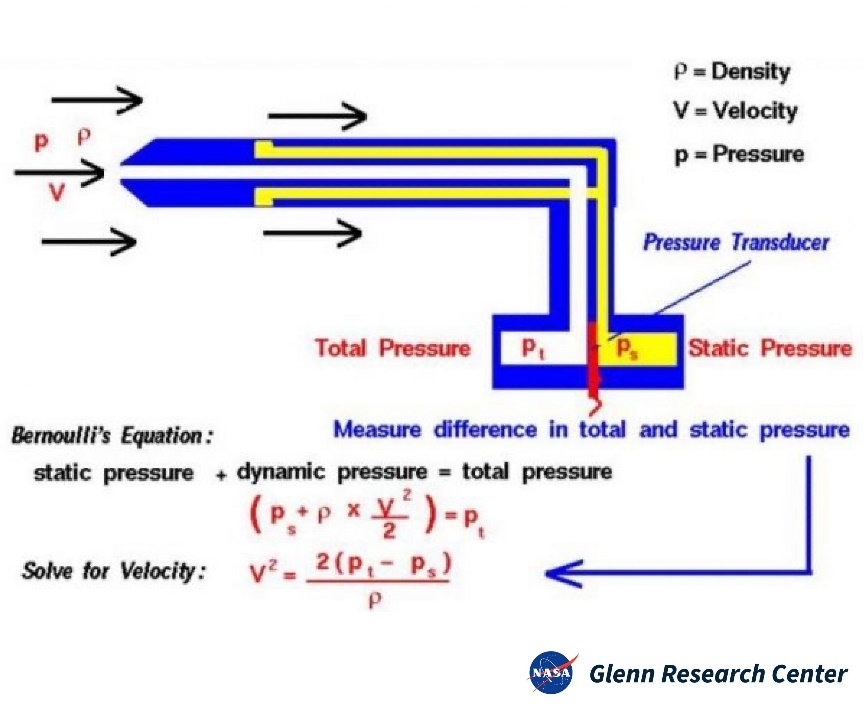 ρ = Density
V = Velocity
p = Pressure
p ρ
V
Pressure Transducer
Total Pressure
pt
ps
Static Pressure
Measure difference in total and static pressure
Bernoulli's Equation:
static pressure + dynamic pressure = total pressure
( ps + ρ x V²/2 ) = pt
Solve for Velocity: V² = 2 ( pt - ps ) / ρ
NASA
Glenn Research Center